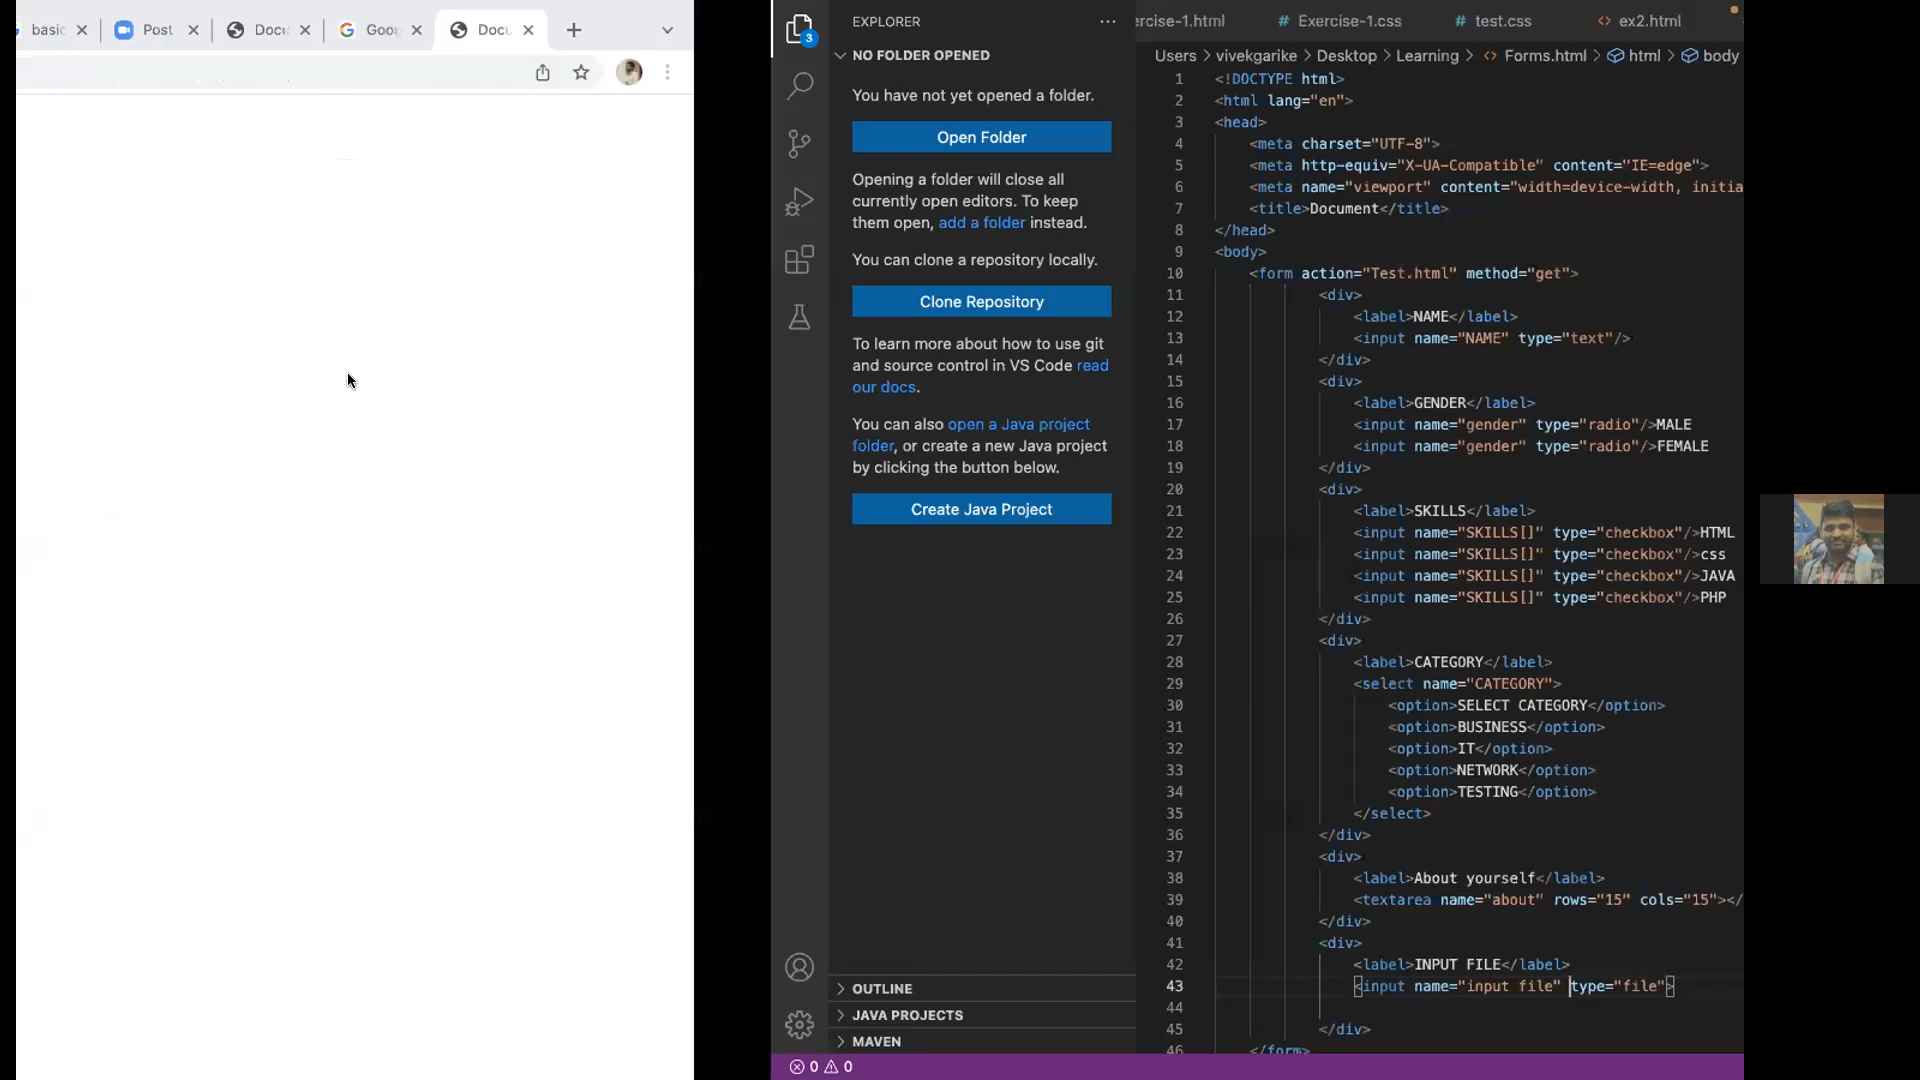 basic
Post
Docu
Goo
Docu
EXPLORER
3
NO FOLDER OPENED
You have not yet opened a folder.
Open Folder
Opening a folder will close all
currently open editors. To keep
them open, add a folder instead.
You can clone a repository locally.
Clone Repository
To learn more about how to use git
and source control in VS Code read
our docs.
You can also open a Java project
folder, or create a new Java project
by clicking the button below.
Create Java Project
OUTLINE
JAVA PROJECTS
MAVEN
0 0
ercise-1.html # Exercise-1.css # test.css <> ex2.html
Users > vivekgarike > Desktop > Learning > <> Forms.html > html > body
1 <!DOCTYPE html>
2 <html lang="en">
3 <head>
4 <meta charset="UTF-8">
5 <meta http-equiv="X-UA-Compatible" content="IE=edge">
6 <meta name="viewport" content="width=device-width, initia
7 <title>Document</title>
8 </head>
9 <body>
10 <form action="Test.html" method="get">
11 <div>
12 <label>NAME</label>
13 <input name="NAME" type="text"/>
14 </div>
15 <div>
16 <label>GENDER</label>
17 <input name="gender" type="radio"/>MALE
18 <input name="gender" type="radio"/>FEMALE
19 </div>
20 <div>
21 <label>SKILLS</label>
22 <input name="SKILLS[]" type="checkbox"/>HTML
23 <input name="SKILLS[]" type="checkbox"/>css
24 <input name="SKILLS[]" type="checkbox"/>JAVA
25 <input name="SKILLS[]" type="checkbox"/>PHP
26 </div>
27 <div>
28 <label>CATEGORY</label>
29 <select name="CATEGORY">
30 <option>SELECT CATEGORY</option>
31 <option>BUSINESS</option>
32 <option>IT</option>
33 <option>NETWORK</option>
34 <option>TESTING</option>
35 </select>
36 </div>
37 <div>
38 <label>About yourself</label>
39 <textarea name="about" rows="15" cols="15"></
40 </div>
41 <div>
42 <label>INPUT FILE</label>
43 <input name="input file" type="file">
44
45 </div>
46 </form>